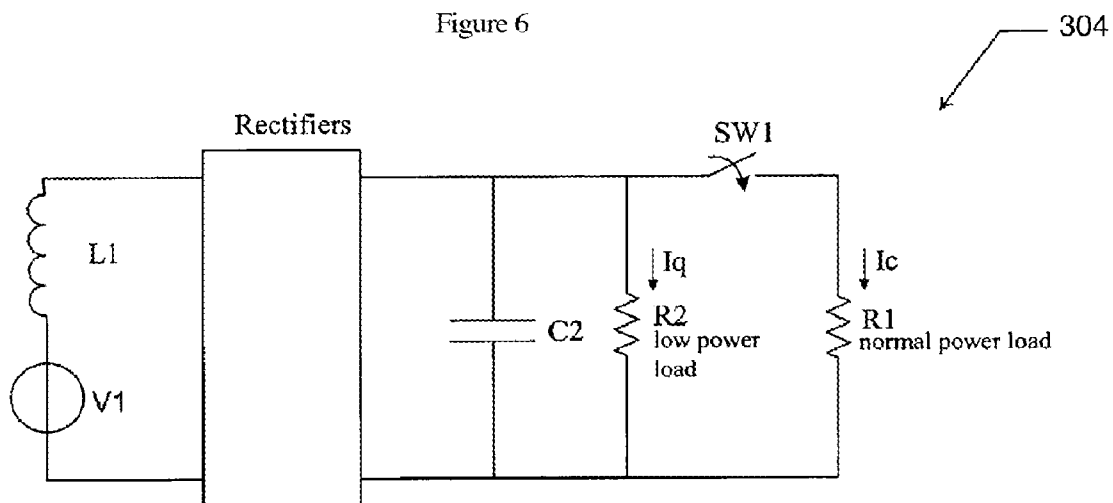 Figure 6
304
Rectifiers
SW1
L1
Iq
Ic
C2
R2
low power
load
R1
normal power load
V1